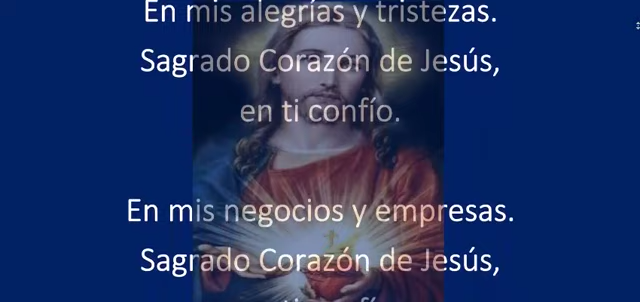 En mis alegrías y tristezas.
Sagrado Corazón de Jesús,
en ti confío.
En mis negocios y empresas.
Sagrado Corazón de Jesús,